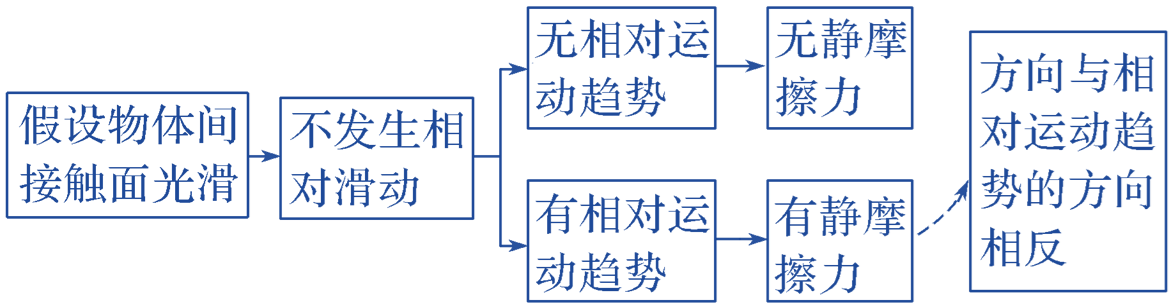 假设物体间
接触面光滑
不发生相
对滑动
无相对运
动趋势
无静摩
擦力
有相对运
动趋势
有静摩
擦力
方向与相
对运动趋
势的方向
相反